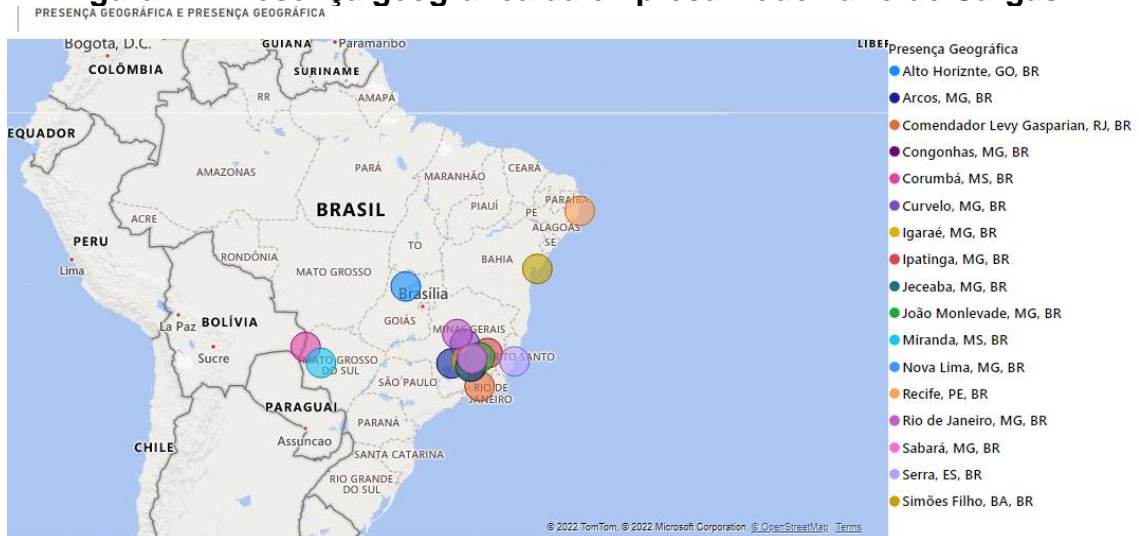 PRESENÇA GEOGRÁFICA E PRESENÇA GEOGRÁFICA
Bogota, D.C.
GUIANA
Paramaribo
COLÔMBIA
SURINAME
RR
AMAPÁ
EQUADOR
AMAZONAS
PARÁ
MARANHÃO
CEARÁ
BRASIL
PIAUÍ
PARAÍBA
PE
ACRE
ALAGOAS
SE
PERU
TO
RONDÔNIA
BAHIA
Lima
MATO GROSSO
Brasília
La Paz
BOLÍVIA
GOIÁS
MINAS GERAIS
Sucre
MATO GROSSO
DO SUL
RITO SANTO
SÃO PAULO
RIO DE
JANEIRO
PARAGUAI
PARANÁ
CHILE
Assuncao
SANTA CATARINA
RIO GRANDE
DO SUL
© 2022 TomTom, © 2022 Microsoft Corporation, © OpenStreetMap Terms
LIBEF
Presença Geográfica
Alto Horiznte, GO, BR
Arcos, MG, BR
Comendador Levy Gasparian, RJ, BR
Congonhas, MG, BR
Corumbá, MS, BR
Curvelo, MG, BR
Igaraé, MG, BR
Ipatinga, MG, BR
Jeceaba, MG, BR
João Monlevade, MG, BR
Miranda, MS, BR
Nova Lima, MG, BR
Recife, PE, BR
Rio de Janeiro, MG, BR
Sabará, MG, BR
Serra, ES, BR
Simões Filho, BA, BR